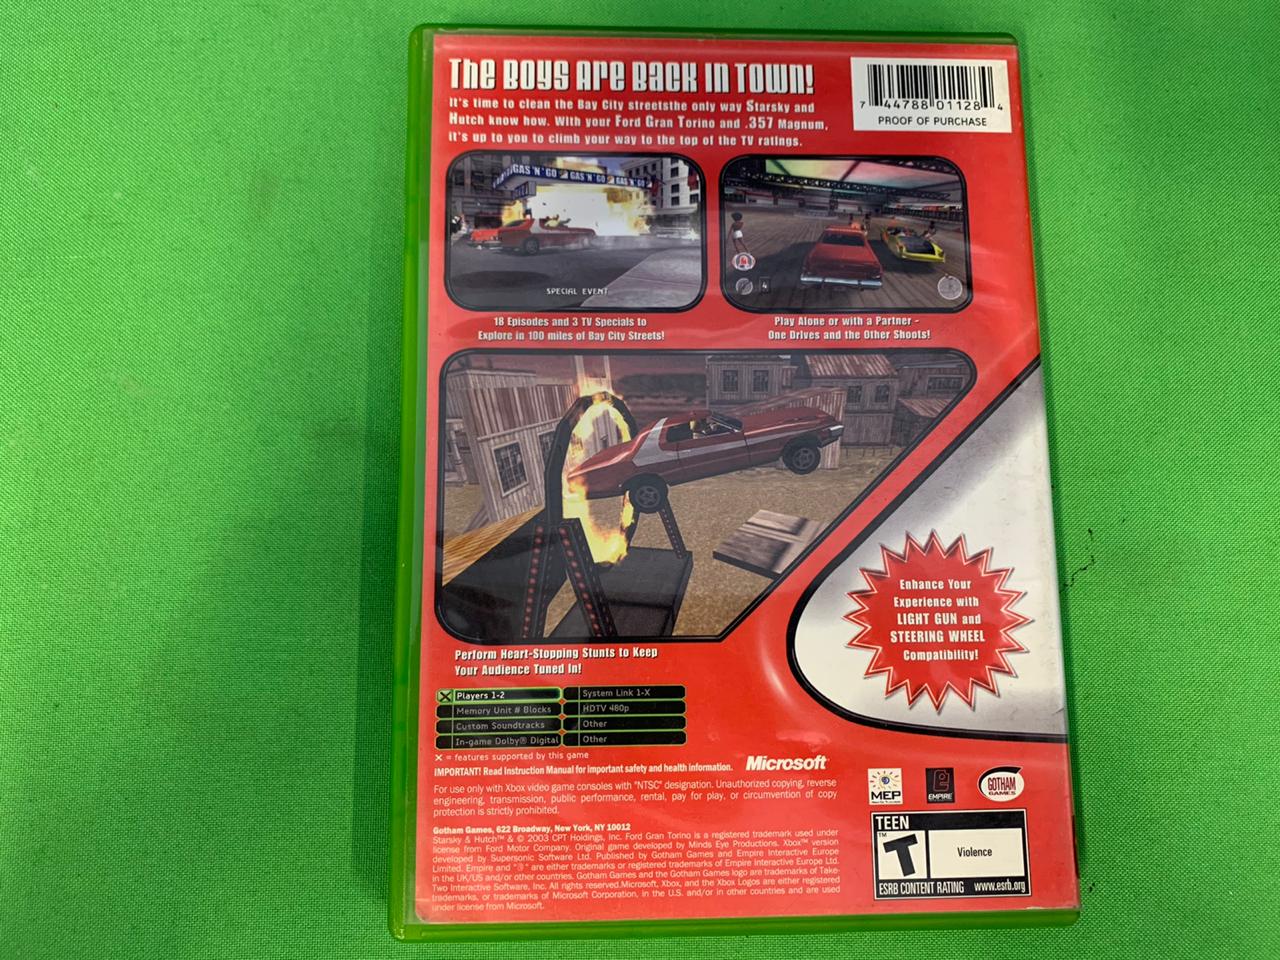 The Boys Are Back In Town!
It's time to clean the Bay City streetsthe only way Starsky and
Hutch know how. With your Ford Gran Torino and .357 Magnum,
it's up to you to climb your way to the top of the TV ratings.
7 44788 01128 4
PROOF OF PURCHASE
GAS 'N' GO GAS 'N' GO GAS 'N' GO
SPECIAL EVENT
4
18 Episodes and 3 TV Specials to
Explore in 100 miles of Bay City Streets!
Play Alone or with a Partner -
One Drives and the Other Shoots!
Enhance Your
Experience with
LIGHT GUN and
STEERING WHEEL
Compatibility!
Perform Heart-Stopping Stunts to Keep
Your Audience Tuned In!
X Players 1-2
Memory Unit # Blocks
Custom Soundtracks
In-game Dolby® Digital
System Link 1-X
HDTV 480p
Other
Other
X = features supported by this game
IMPORTANT! Read Instruction Manual for important safety and health information.
Microsoft
For use only with Xbox video game consoles with "NTSC" designation. Unauthorized copying, reverse
engineering, transmission, public performance, rental, pay for play, or circumvention of copy
protection is strictly prohibited.
MEP
EMPIRE
GOTHAM
GAMES
Gotham Games, 622 Broadway, New York, NY 10012
Starsky & Hutch™ & © 2003 CPT Holdings, Inc. Ford Gran Torino is a registered trademark used under
license from Ford Motor Company. Original game developed by Minds Eye Productions. Xbox™ version
developed by Supersonic Software Ltd. Published by Gotham Games and Empire Interactive Europe
Limited. Empire and " " are either trademarks or registered trademarks of Empire Interactive Europe Ltd.
in the UK/US and/or other countries. Gotham Games and the Gotham Games logo are trademarks of Take-
Two Interactive Software, Inc. All rights reserved.Microsoft, Xbox, and the Xbox Logos are either registered
trademarks, or trademarks of Microsoft Corporation, in the U.S. and/or in other countries and are used
under license from Microsoft.
TEEN
T™
Violence
ESRB CONTENT RATING www.esrb.org